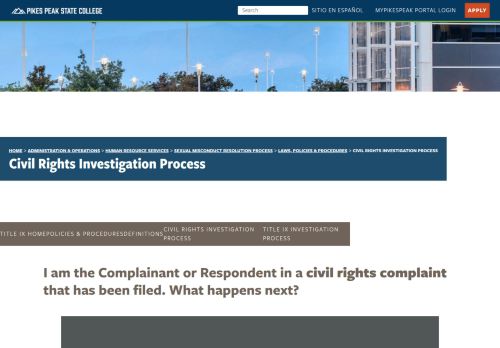 PIKES PEAK STATE COLLEGE
Search
SITIO EN ESPAÑOL
MYPIKESPEAK PORTAL LOGIN
APPLY
HOME > ADMINISTRATION & OPERATIONS > HUMAN RESOURCE SERVICES > SEXUAL MISCONDUCT RESOLUTION PROCESS > LAWS, POLICIES & PROCEDURES > CIVIL RIGHTS INVESTIGATION PROCESS
Civil Rights Investigation Process
TITLE IX HOME
POLICIES & PROCEDURES
DEFINITIONS
CIVIL RIGHTS INVESTIGATION
PROCESS
TITLE IX INVESTIGATION
PROCESS
I am the Complainant or Respondent in a civil rights complaint
that has been filed. What happens next?